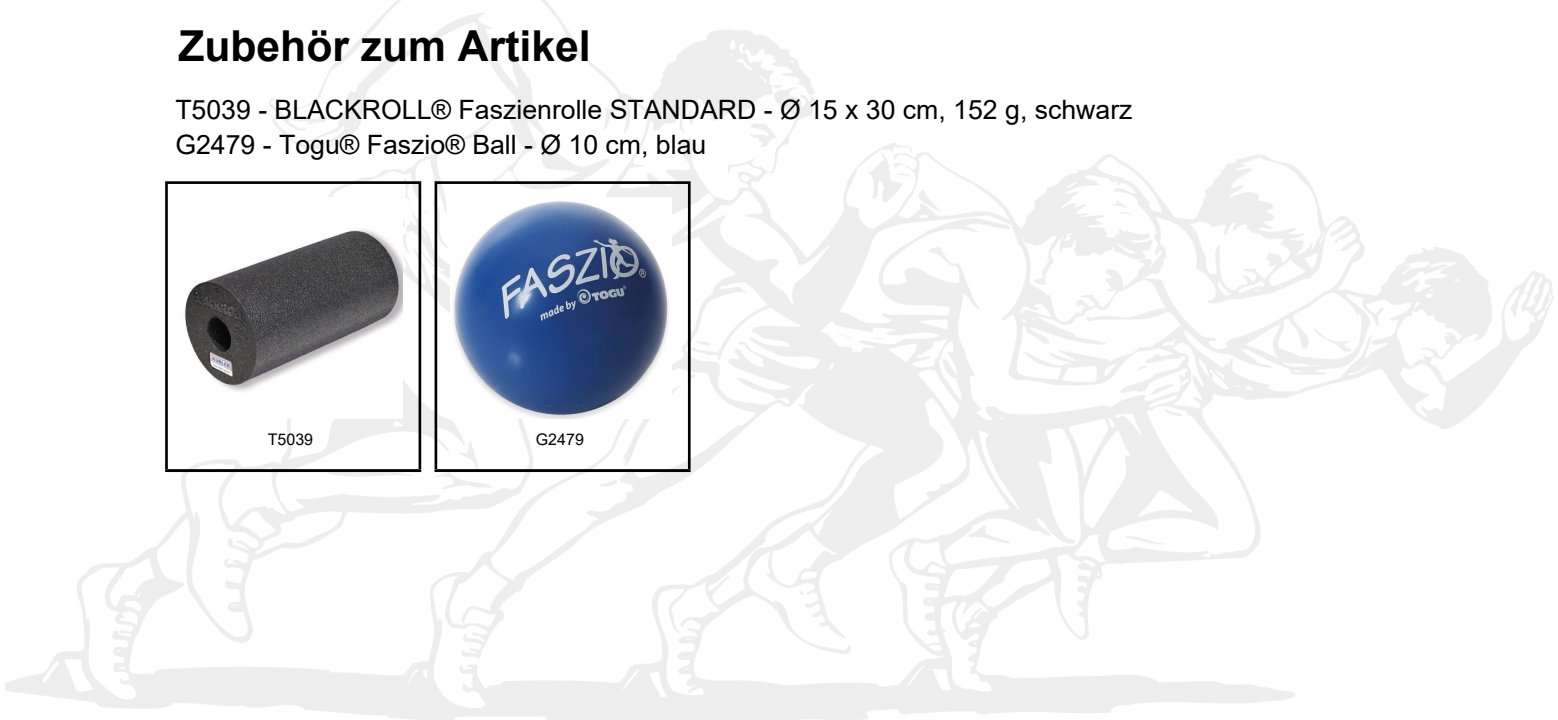 Zubehör zum Artikel
T5039 - BLACKROLL® Faszienrolle STANDARD - Ø 15 x 30 cm, 152 g, schwarz
G2479 - Togu® Faszio® Ball - Ø 10 cm, blau
FASZIO®
made by TOGU®
T5039
G2479